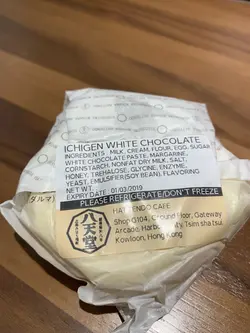 ICHIGEN WHITE CHOCOLATE
INGREDIENTS : MILK, CREAM, FLOUR, EGG, SUGAR
WHITE CHOCOLATE PASTE, MARGARINE,
CORNSTARCH, NONFAT DRY MILK, SALT,
HONEY, TREHALOSE, GLYCINE, ENZYME,
YEAST, EMULSIFIER(SOY BEAN), FLAVORING
NET WT.
EXPIRY DATE 01/03/2019
PLEASE REFRIGERATE/DON'T FREEZE
HATTENDO CAFE
Shop G104, Ground Floor, Gateway
Arcade, Harbour City, Tsim sha tsui,
Kowloon, Hong Kong
八天堂